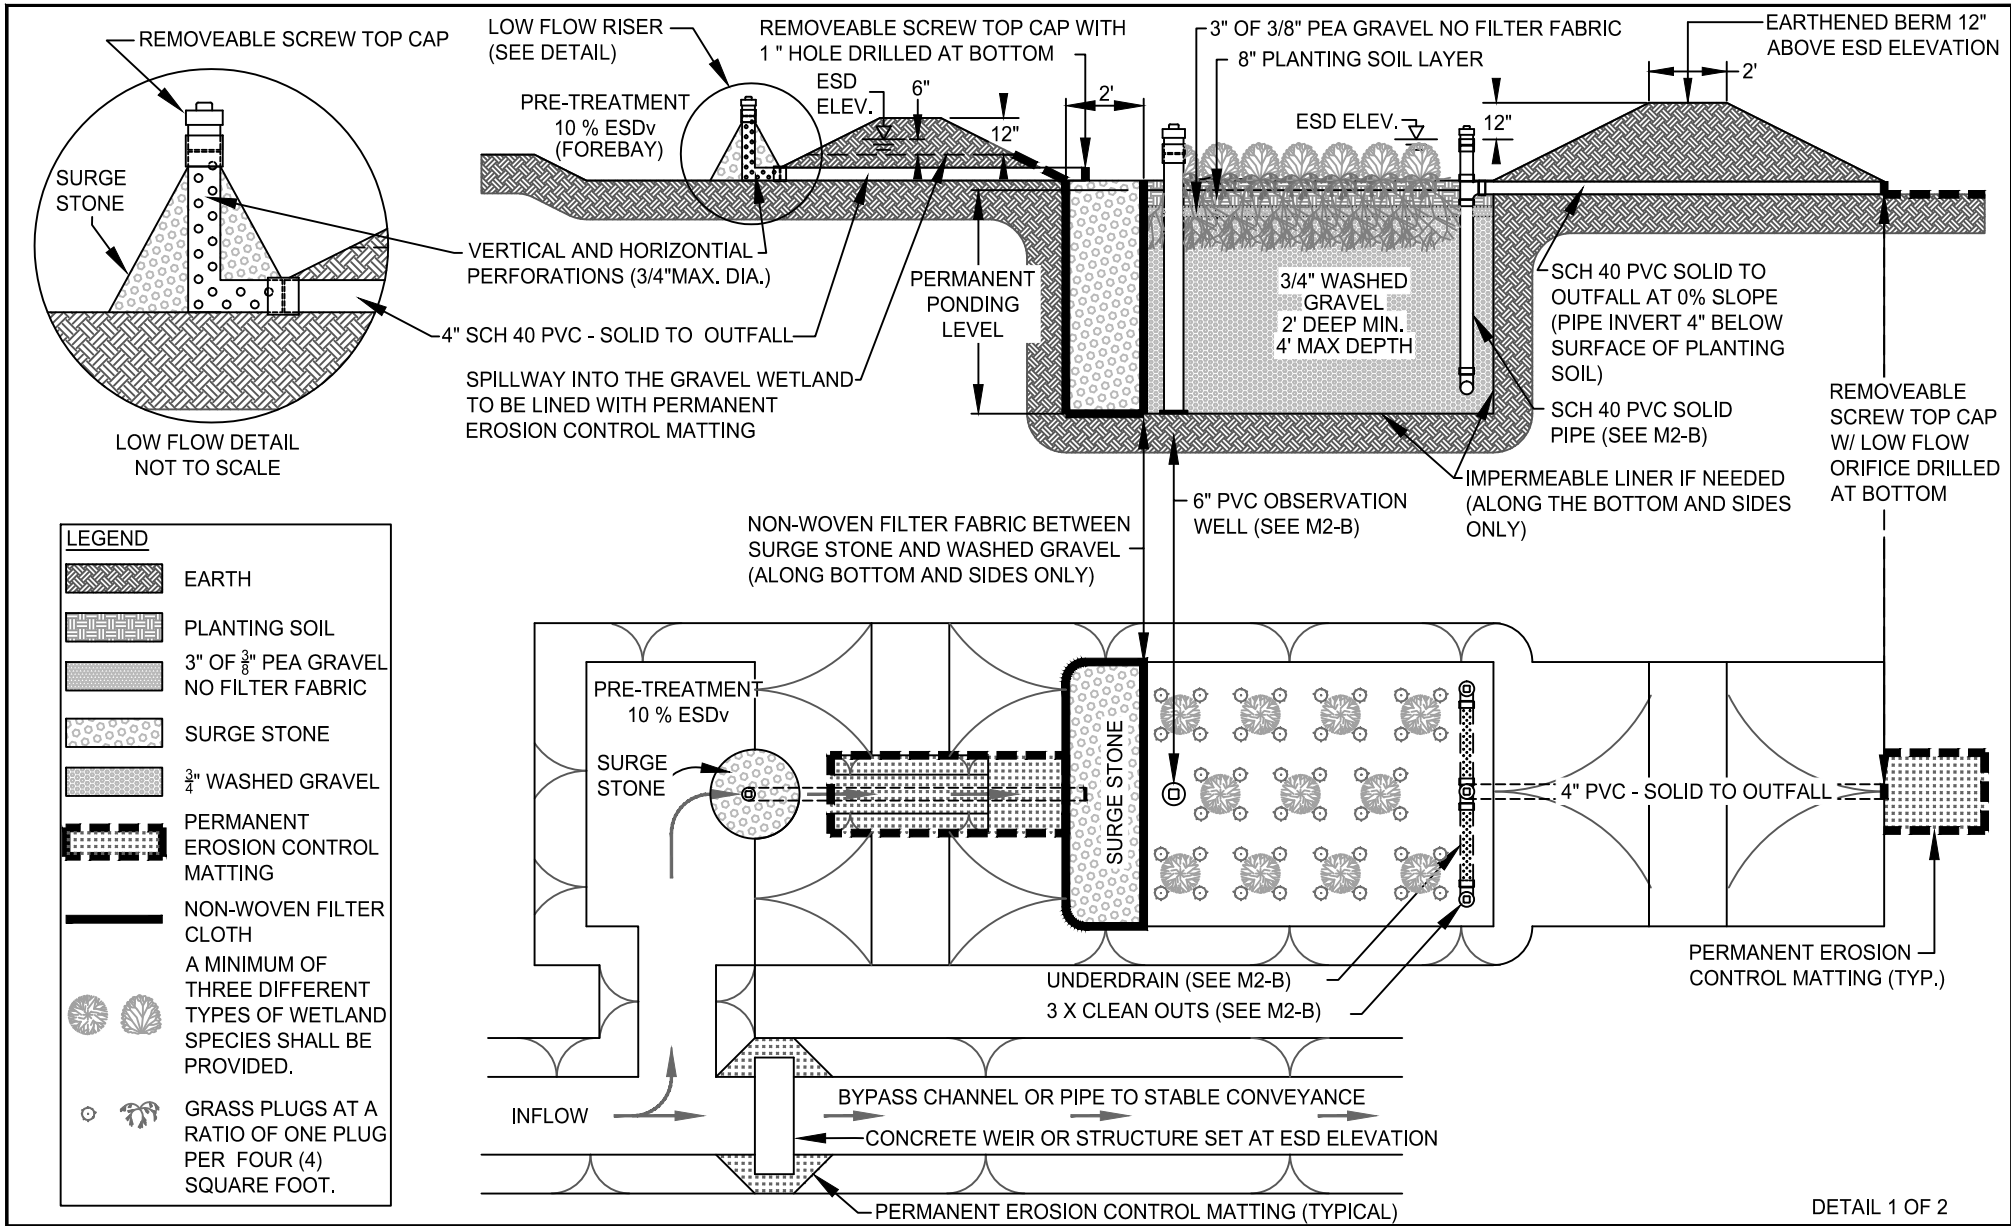 REMOVEABLE SCREW TOP CAP
SURGE
STONE
LOW FLOW DETAIL
NOT TO SCALE
LOW FLOW RISER
(SEE DETAIL)
PRE-TREATMENT
10 % ESDv
(FOREBAY)
REMOVEABLE SCREW TOP CAP WITH
1 " HOLE DRILLED AT BOTTOM
ESD
ELEV.
6"
12"
2'
3" OF 3/8" PEA GRAVEL NO FILTER FABRIC
8" PLANTING SOIL LAYER
ESD ELEV.
12"
EARTHENED BERM 12"
ABOVE ESD ELEVATION
2'
VERTICAL AND HORIZONTIAL
PERFORATIONS (3/4"MAX. DIA.)
4" SCH 40 PVC - SOLID TO OUTFALL
SPILLWAY INTO THE GRAVEL WETLAND
TO BE LINED WITH PERMANENT
EROSION CONTROL MATTING
PERMANENT
PONDING
LEVEL
3/4" WASHED
GRAVEL
2' DEEP MIN.
4' MAX DEPTH
SCH 40 PVC SOLID TO
OUTFALL AT 0% SLOPE
(PIPE INVERT 4" BELOW
SURFACE OF PLANTING
SOIL)
SCH 40 PVC SOLID
PIPE (SEE M2-B)
REMOVEABLE
SCREW TOP CAP
W/ LOW FLOW
ORIFICE DRILLED
AT BOTTOM
IMPERMEABLE LINER IF NEEDED
(ALONG THE BOTTOM AND SIDES
ONLY)
6" PVC OBSERVATION
WELL (SEE M2-B)
NON-WOVEN FILTER FABRIC BETWEEN
SURGE STONE AND WASHED GRAVEL
(ALONG BOTTOM AND SIDES ONLY)
LEGEND
EARTH
PLANTING SOIL
3" OF 3/8" PEA GRAVEL
NO FILTER FABRIC
SURGE STONE
3/4" WASHED GRAVEL
PERMANENT
EROSION CONTROL
MATTING
NON-WOVEN FILTER
CLOTH
A MINIMUM OF
THREE DIFFERENT
TYPES OF WETLAND
SPECIES SHALL BE
PROVIDED.
GRASS PLUGS AT A
RATIO OF ONE PLUG
PER FOUR (4)
SQUARE FOOT.
PRE-TREATMENT
10 % ESDv
SURGE
STONE
SURGE STONE
4" PVC - SOLID TO OUTFALL
UNDERDRAIN (SEE M2-B)
3 X CLEAN OUTS (SEE M2-B)
PERMANENT EROSION
CONTROL MATTING (TYP.)
INFLOW
BYPASS CHANNEL OR PIPE TO STABLE CONVEYANCE
CONCRETE WEIR OR STRUCTURE SET AT ESD ELEVATION
PERMANENT EROSION CONTROL MATTING (TYPICAL)
DETAIL 1 OF 2